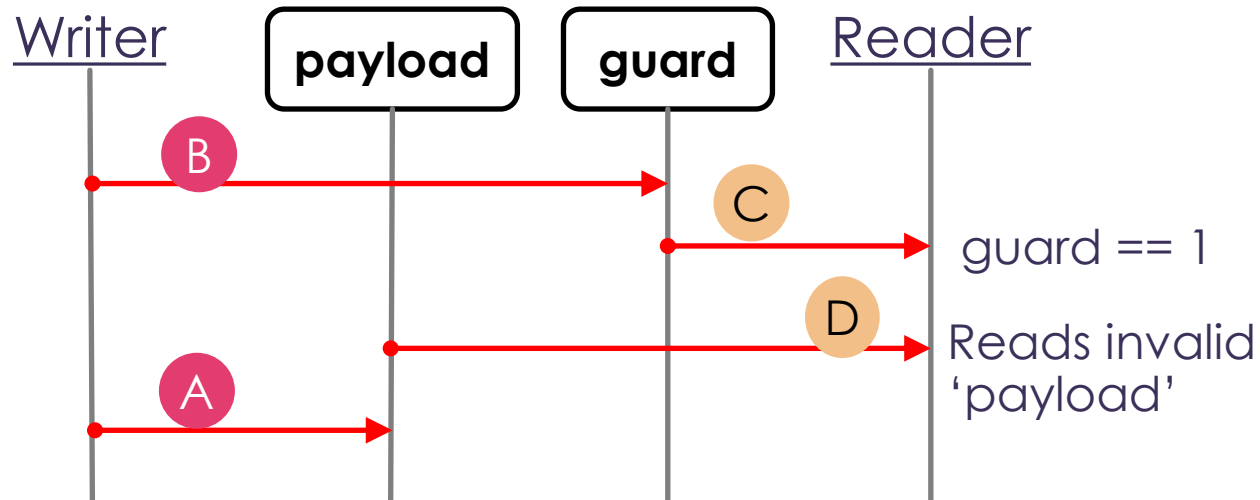 Writer
payload
guard
Reader
B
C
guard == 1
D
Reads invalid
‘payload’
A